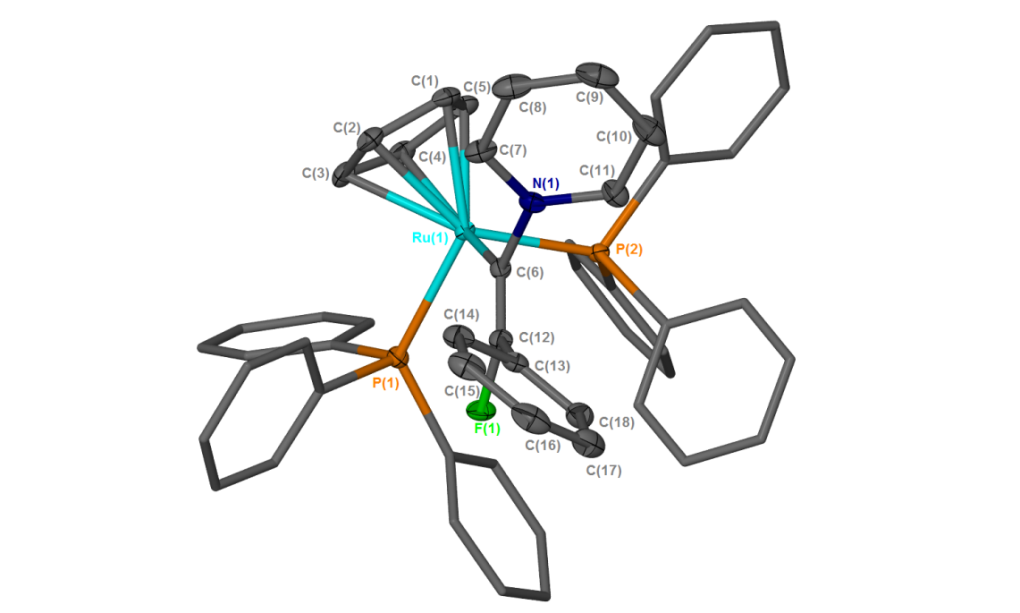 C(1)
C(5)
C(9)
C(8)
C(2)
C(10)
C(7)
C(4)
C(3)
C(11)
N(1)
Ru(1)
P(2)
C(6)
C(14)
C(12)
C(13)
P(1)
C(15)
C(18)
F(1)
C(16)
C(17)